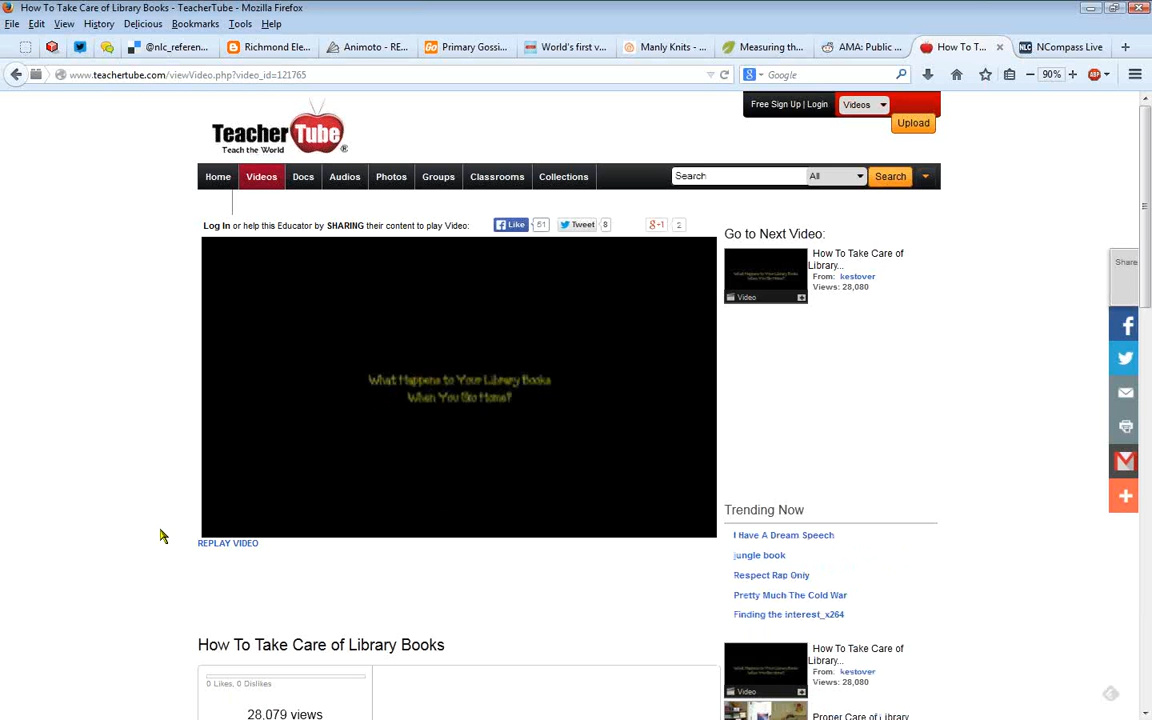 How To Take Care of Library Books - TeacherTube - Mozilla Firefox
File Edit View History Delicious Bookmarks Tools Help
@nlc_referen... Richmond Ele... Animoto - RE... Primary Gossi... World's first v... Manly Knits - ... Measuring th... AMA: Public ... How To T... NCompass Live
www.teachertube.com/viewVideo.php?video_id=121765 Google 90% ABP
Free Sign Up | Login Videos
Upload
TeacherTube
Teach the World
Home Videos Docs Audios Photos Groups Classrooms Collections Search All Search
Log In or help this Educator by SHARING their content to play Video: Like 51 Tweet 8 +1 2
Go to Next Video:
How To Take Care of
Library...
From: kestover
Views: 28,080
Video
Share
What Happens to Your Library Books
When You Go Home?
REPLAY VIDEO
Trending Now
I Have A Dream Speech
jungle book
Respect Rap Only
Pretty Much The Cold War
Finding the interest_x264
How To Take Care of Library Books
0 Likes, 0 Dislikes
28,079 views
How To Take Care of
Library...
From: kestover
Views: 28,080
Video
Proper Care of Library